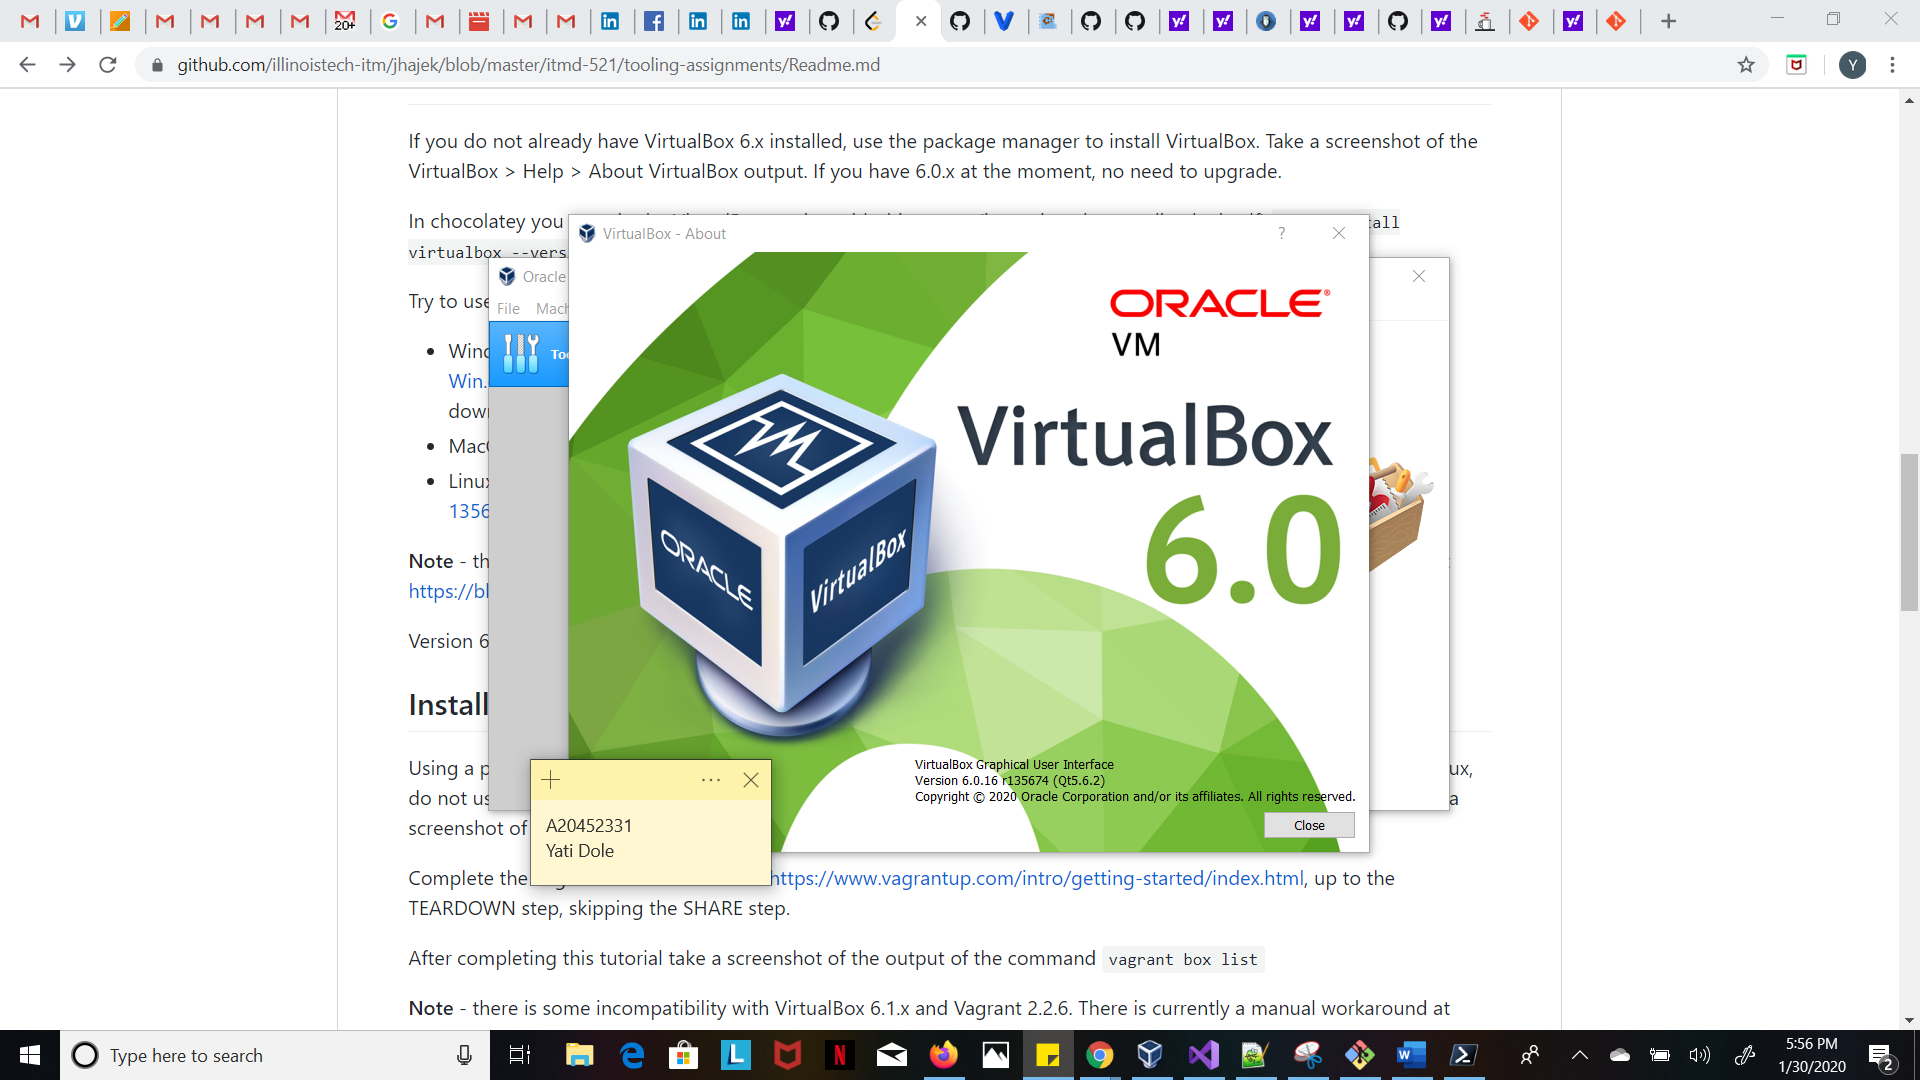 20+
github.com/illinoistech-itm/jhajek/blob/master/itmd-521/tooling-assignments/Readme.md
Y
If you do not already have VirtualBox 6.x installed, use the package manager to install VirtualBox. Take a screenshot of the
VirtualBox > Help > About VirtualBox output. If you have 6.0.x at the moment, no need to upgrade.
In chocolatey you
virtualbox --vers
Try to use
Win.
down
Linux
1356
Note - th
https://bl
Version 6
Install
Using a p
ux,
do not us
a
screenshot of
Complete the
https://www.vagrantup.com/intro/getting-started/index.html, up to the
TEARDOWN step, skipping the SHARE step.
After completing this tutorial take a screenshot of the output of the command vagrant box list
Note - there is some incompatibility with VirtualBox 6.1.x and Vagrant 2.2.6. There is currently a manual workaround at
Oracle
File Mach
Too
VirtualBox - About
?
ORACLE®
VM
VirtualBox
6.0
ORACLE
VirtualBox
VirtualBox Graphical User Interface
Version 6.0.16 r135674 (Qt5.6.2)
Copyright © 2020 Oracle Corporation and/or its affiliates. All rights reserved.
Close
A20452331
Yati Dole
Type here to search
5:56 PM
1/30/2020
2